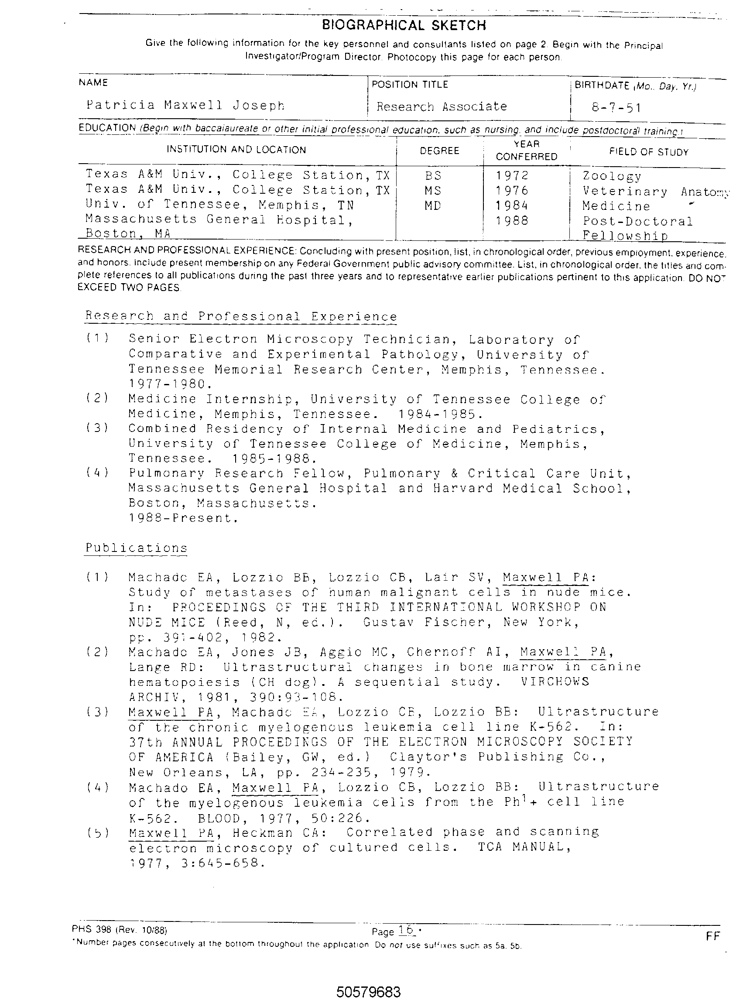 BIOGRAPHICAL SKETCH
Give the following information for the key personnel and consultants listed on page 2. Begin with the Principal
Investigator/Program Director. Photocopy this page for each person.
NAME POSITION TITLE BIRTHDATE (Mo., Day, Yr.)
Patricia Maxwell Joseph Research Associate 8-7-51
EDUCATION (Begin with baccalaureate or other initial professional education, such as nursing, and include postdoctoral training.)
INSTITUTION AND LOCATION DEGREE YEAR CONFERRED FIELD OF STUDY
Texas A&M Univ., College Station, TX BS 1972 Zoology
Texas A&M Univ., College Station, TX MS 1976 Veterinary Anatomy
Univ. of Tennessee, Memphis, TN MD 1984 Medicine
Massachusetts General Hospital, 1988 Post-Doctoral
Boston, MA Fellowship
RESEARCH AND PROFESSIONAL EXPERIENCE: Concluding with present position, list, in chronological order, previous employment, experience,
and honors. Include present membership on any Federal Government public advisory committee. List, in chronological order, the titles and com-
plete references to all publications during the past three years and to representative earlier publications pertinent to this application. DO NOT
EXCEED TWO PAGES.
Research and Professional Experience
(1) Senior Electron Microscopy Technician, Laboratory of
Comparative and Experimental Pathology, University of
Tennessee Memorial Research Center, Memphis, Tennessee.
1977-1980.
(2) Medicine Internship, University of Tennessee College of
Medicine, Memphis, Tennessee. 1984-1985.
(3) Combined Residency of Internal Medicine and Pediatrics,
University of Tennessee College of Medicine, Memphis,
Tennessee. 1985-1988.
(4) Pulmonary Research Fellow, Pulmonary & Critical Care Unit,
Massachusetts General Hospital and Harvard Medical School,
Boston, Massachusetts.
1988-Present.
Publications
(1) Machado EA, Lozzio BB, Lozzio CB, Lair SV, Maxwell PA:
Study of metastases of human malignant cells in nude mice.
In: PROCEEDINGS OF THE THIRD INTERNATIONAL WORKSHOP ON
NUDE MICE (Reed, N, ed.). Gustav Fischer, New York,
pp. 391-402, 1982.
(2) Machado EA, Jones JB, Aggio MC, Chernoff AI, Maxwell PA,
Lange RD: Ultrastructural changes in bone marrow in canine
hematopoiesis (CH dog). A sequential study. VIRCHOWS
ARCHIV, 1981, 390:93-108.
(3) Maxwell PA, Machado EA, Lozzio CB, Lozzio BB: Ultrastructure
of the chronic myelogenous leukemia cell line K-562. In:
37th ANNUAL PROCEEDINGS OF THE ELECTRON MICROSCOPY SOCIETY
OF AMERICA (Bailey, GW, ed.) Claytor's Publishing Co.,
New Orleans, LA, pp. 234-235, 1979.
(4) Machado EA, Maxwell PA, Lozzio CB, Lozzio BB: Ultrastructure
of the myelogenous leukemia cells from the Ph¹+ cell line
K-562. BLOOD, 1977, 50:226.
(5) Maxwell PA, Heckman CA: Correlated phase and scanning
electron microscopy of cultured cells. TCA MANUAL,
1977, 3:645-658.
PHS 398 (Rev. 10/88) Page 16 * FF
*Number pages consecutively at the bottom throughout the application. Do not use suffixes such as 5a, 5b.
50579683